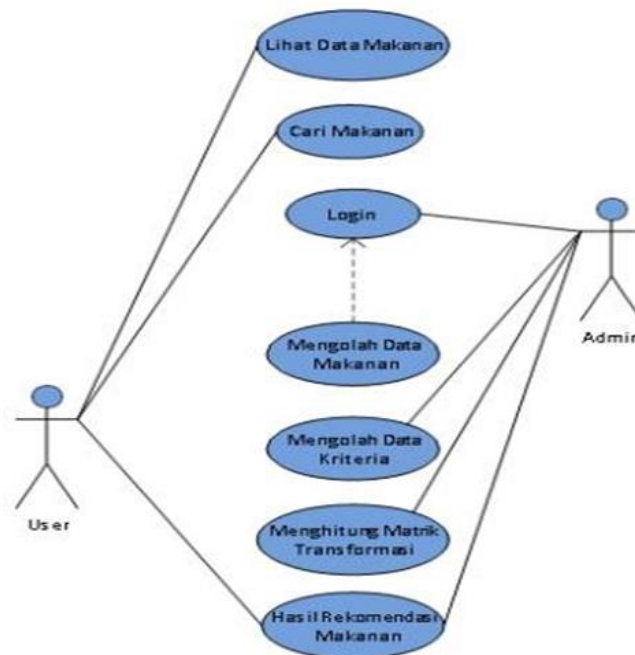 Lihat Data Makanan
Cari Makanan
Login
Mengolah Data
Makanan
Admin
Mengolah Data
Kriteria
User
Menghitung Matrik
Transformasi
Hasil Rekomendasi
Makanan